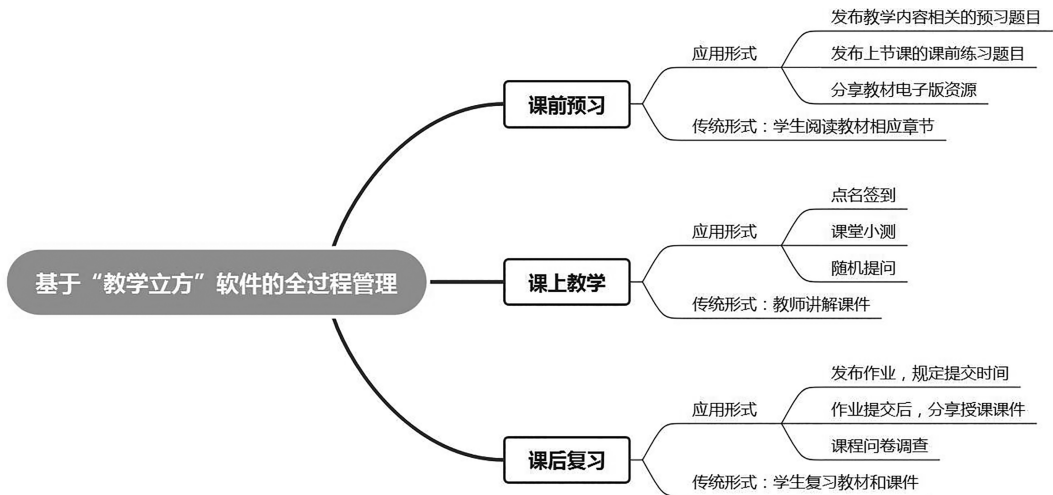 基于“教学立方”软件的全过程管理
课前预习
应用形式
发布教学内容相关的预习题目
发布上节课的课前练习题目
分享教材电子版资源
传统形式：学生阅读教材相应章节
课上教学
应用形式
点名签到
课堂小测
随机提问
传统形式：教师讲解课件
课后复习
应用形式
发布作业，规定提交时间
作业提交后，分享授课课件
课程问卷调查
传统形式：学生复习教材和课件